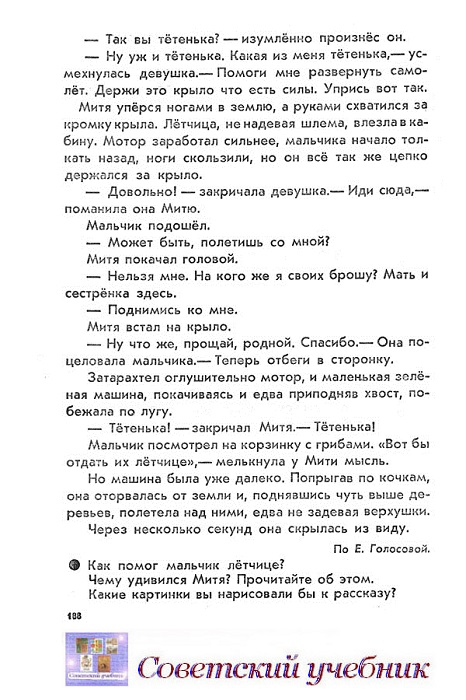 — Так вы тётенька? — изумлённо произнёс он.
— Ну уж и тётенька. Какая из меня тётенька,— ус-
мехнулась девушка.— Помоги мне развернуть само-
лёт. Держи это крыло что есть силы. Упрись вот так.
Митя упёрся ногами в землю, а руками схватился за
кромку крыла. Лётчица, не надевая шлема, влезла в ка-
бину. Мотор заработал сильнее, мальчика начало тол-
кать назад, ноги скользили, но он всё так же цепко
держался за крыло.
— Довольно! — закричала девушка.— Иди сюда,—
поманила она Митю.
Мальчик подошёл.
— Может быть, полетишь со мной?
Митя покачал головой.
— Нельзя мне. На кого же я своих брошу? Мать и
сестрёнка здесь.
— Поднимись ко мне.
Митя встал на крыло.
— Ну что же, прощай, родной. Спасибо.— Она по-
целовала мальчика.— Теперь отбеги в сторонку.
Затарахтел оглушительно мотор, и маленькая зелё-
ная машина, покачиваясь и едва приподняв хвост, по-
бежала по лугу.
— Тётенька! — закричал Митя.— Тётенька!
Мальчик посмотрел на корзинку с грибами. «Вот бы
отдать их лётчице»,— мелькнула у Мити мысль.
Но машина была уже далеко. Попрыгав по кочкам,
она оторвалась от земли и, поднявшись чуть выше де-
ревьев, полетела над ними, едва не задевая верхушки.
Через несколько секунд она скрылась из виду.
По Е. Голосовой.
Как помог мальчик лётчице?
Чему удивился Митя? Прочитайте об этом.
Какие картинки вы нарисовали бы к рассказу?
188
Советский учебник
Советский учебник